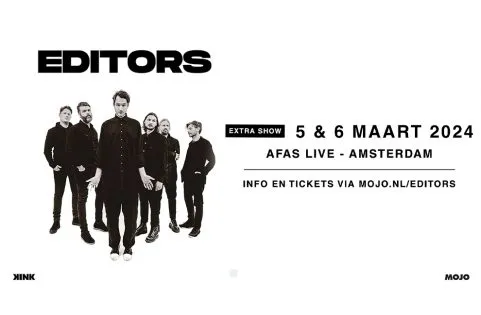 EDITORS
EXTRA SHOW 5 & 6 MAART 2024
AFAS LIVE - AMSTERDAM
INFO EN TICKETS VIA MOJO.NL/EDITORS
KINK
MOJO